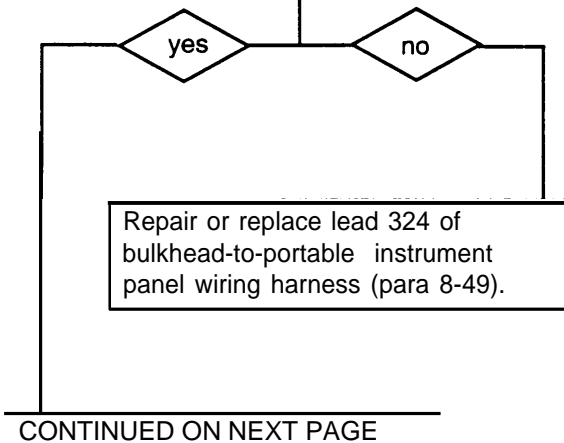 yes
no
Repair or replace lead 324 of
bulkhead-to-portable instrument
panel wiring harness (para 8-49).
CONTINUED ON NEXT PAGE